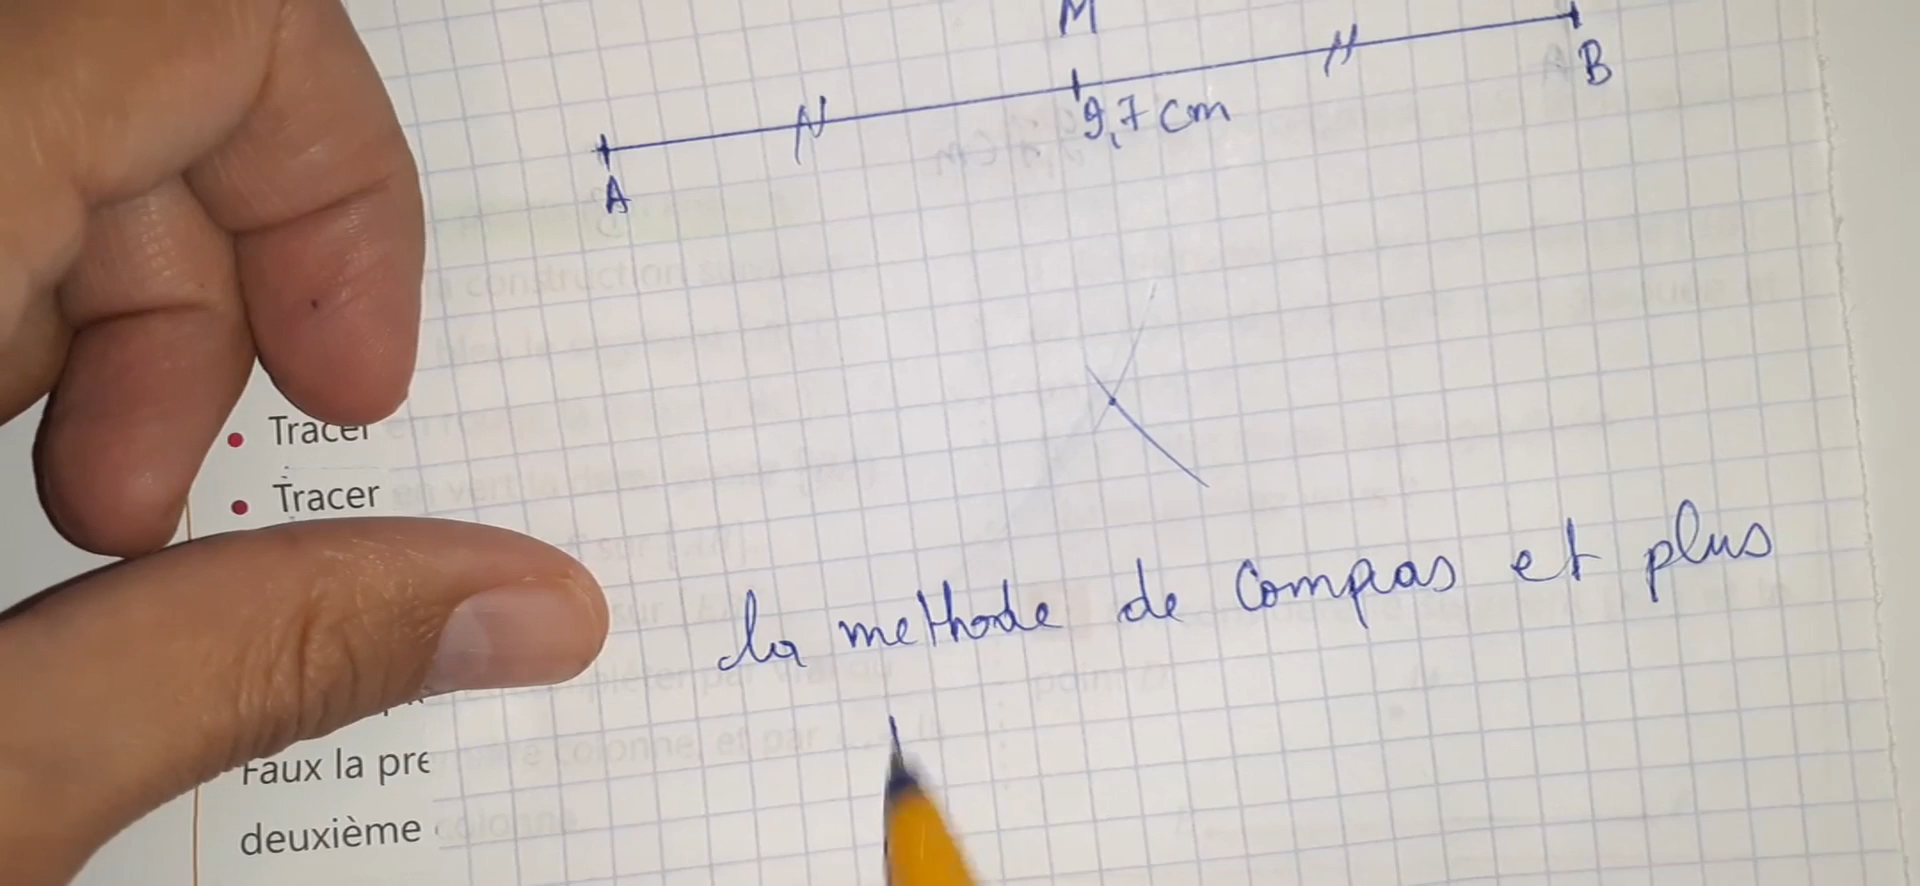 M
B
9,7 cm
A
Tracer
Tracer
la methode de compas et plus
Faux la pre
deuxième